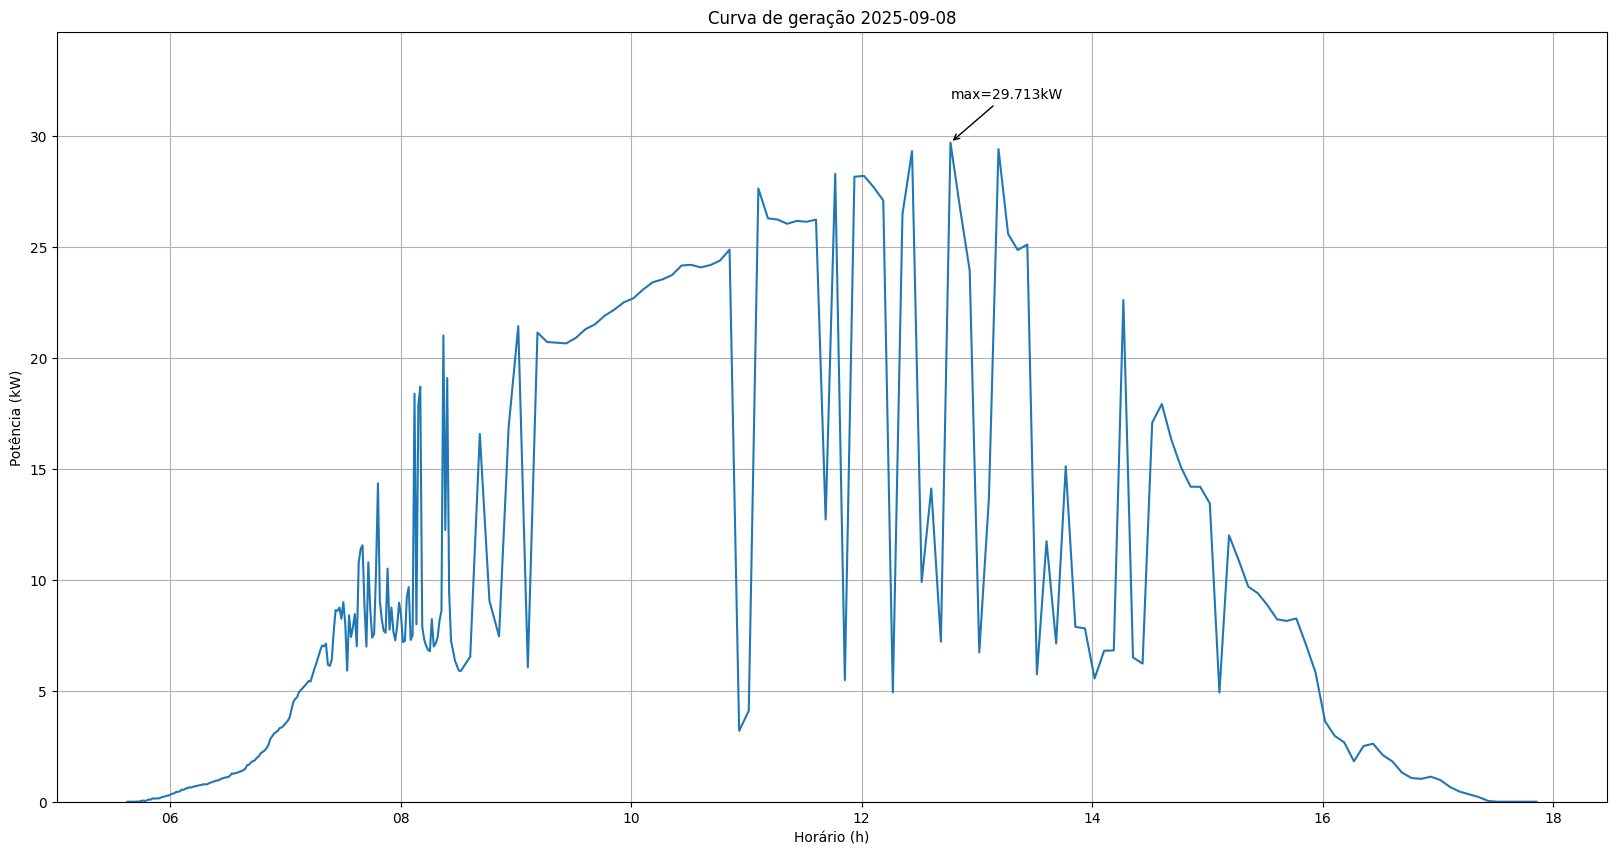 Curva de geração 2025-09-08
max=29.713kW
30
25
20
15
10
5
0
Potência (kW)
06 08 10 12 14 16 18
Horário (h)